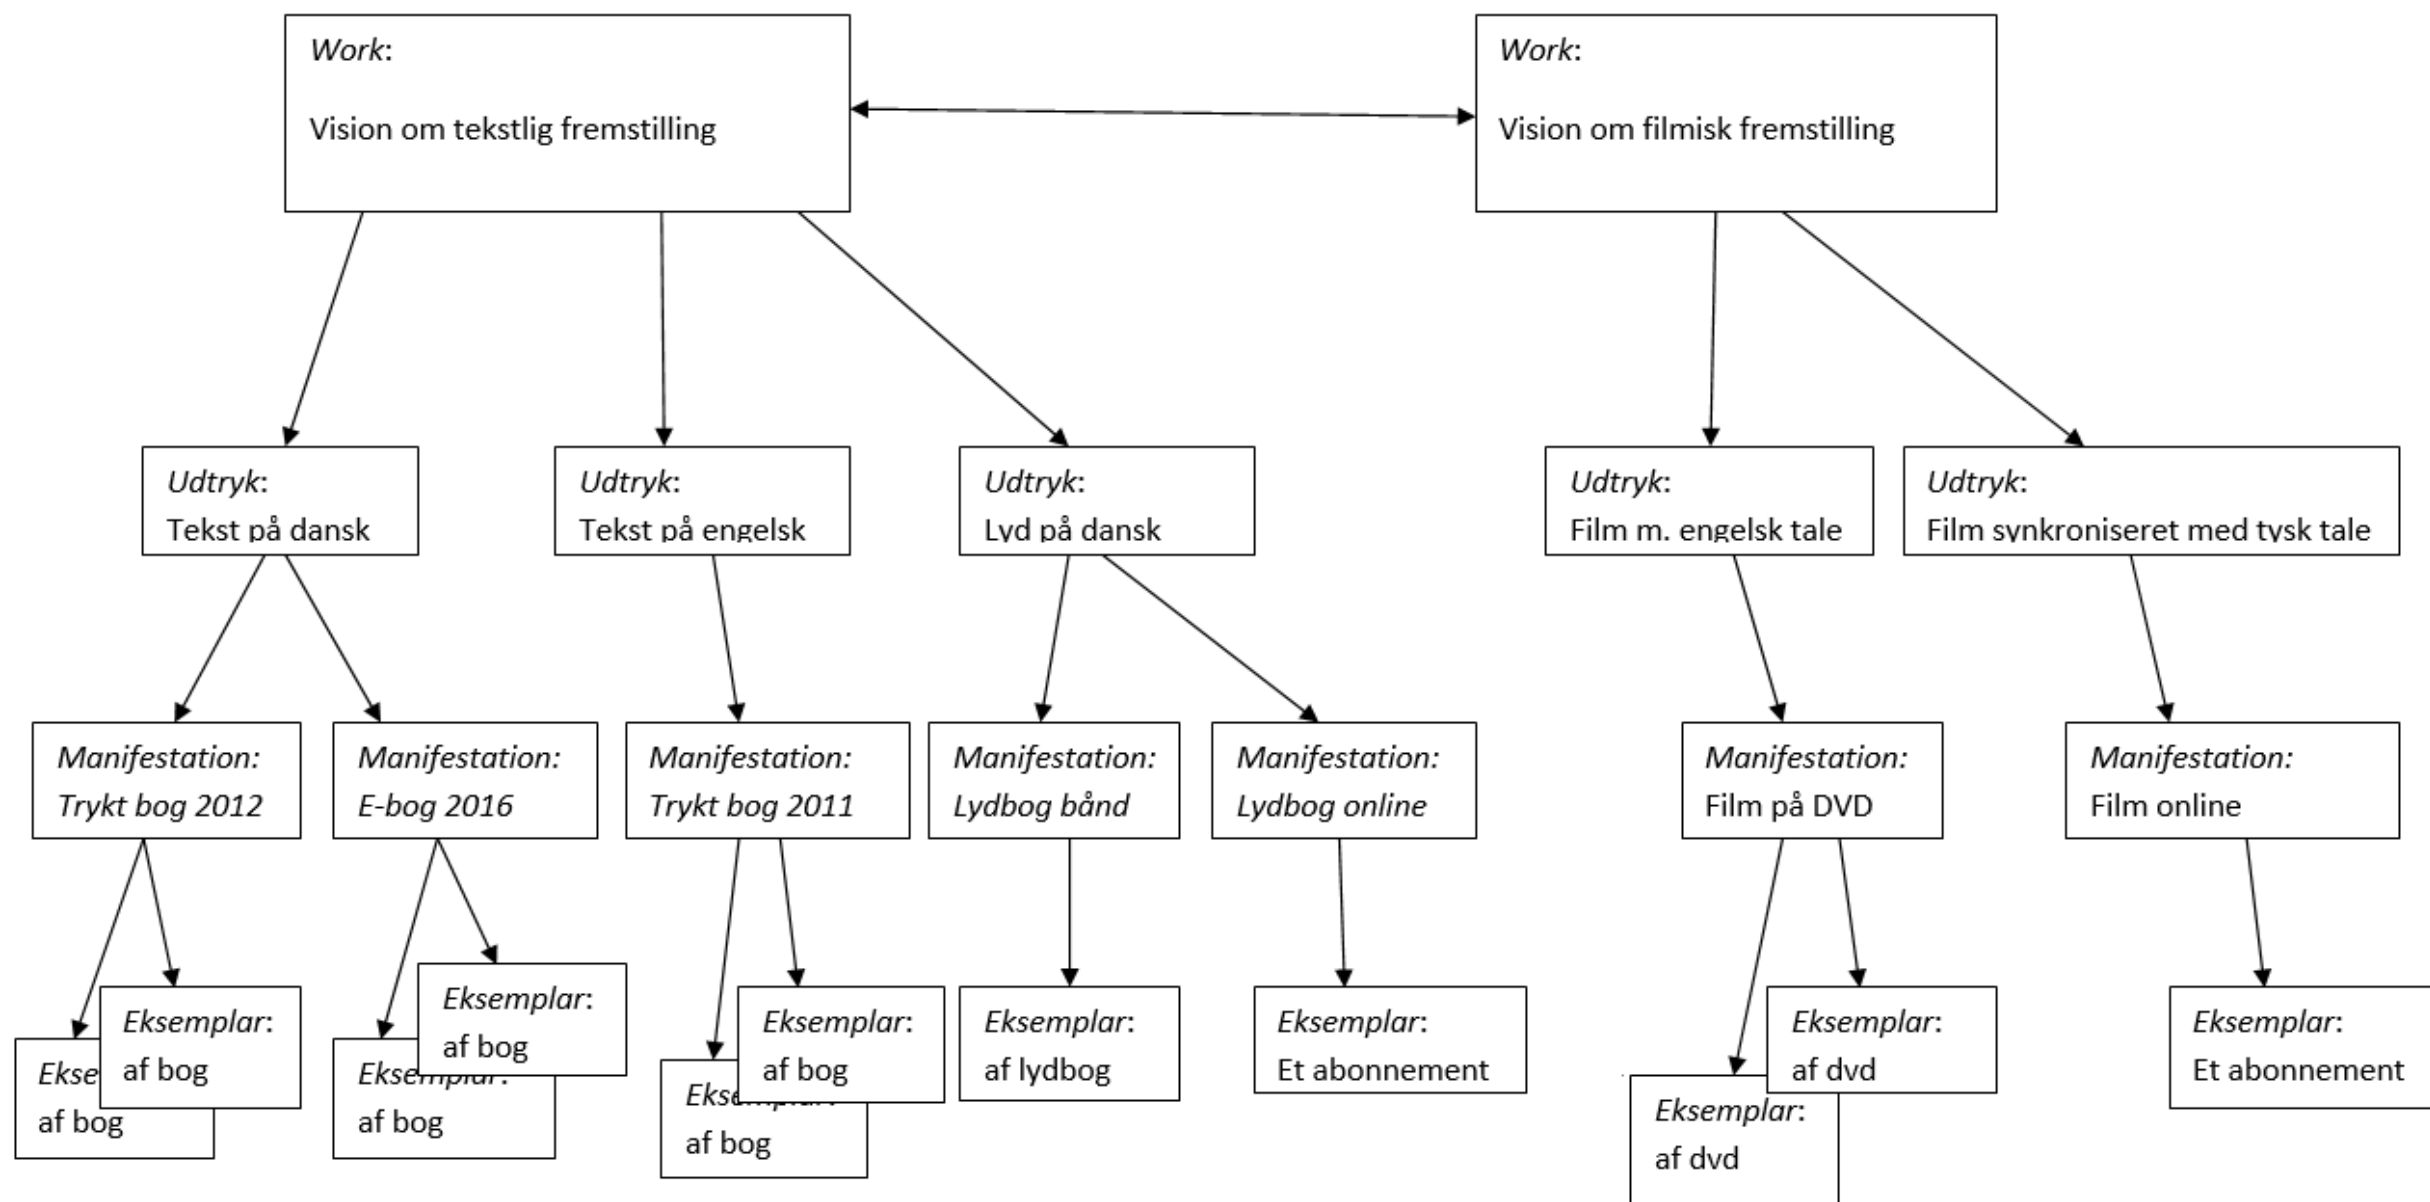 Work:
Vision om tekstlig fremstilling
Work:
Vision om filmisk fremstilling
Udtryk:
Tekst på dansk
Udtryk:
Tekst på engelsk
Udtryk:
Lyd på dansk
Udtryk:
Film m. engelsk tale
Udtryk:
Film synkroniseret med tysk tale
Manifestation:
Trykt bog 2012
Manifestation:
E-bog 2016
Manifestation:
Trykt bog 2011
Manifestation:
Lydbog bånd
Manifestation:
Lydbog online
Manifestation:
Film på DVD
Manifestation:
Film online
Ekse
af bog
Eksemplar:
af bog
Eksemplar:
af bog
Eksemplar:
af bog
Eksemplar:
af bog
Eksemplar:
af bog
Eksemplar:
af lydbog
Eksemplar:
Et abonnement
Eksemplar:
af dvd
Eksemplar:
af dvd
Eksemplar:
Et abonnement